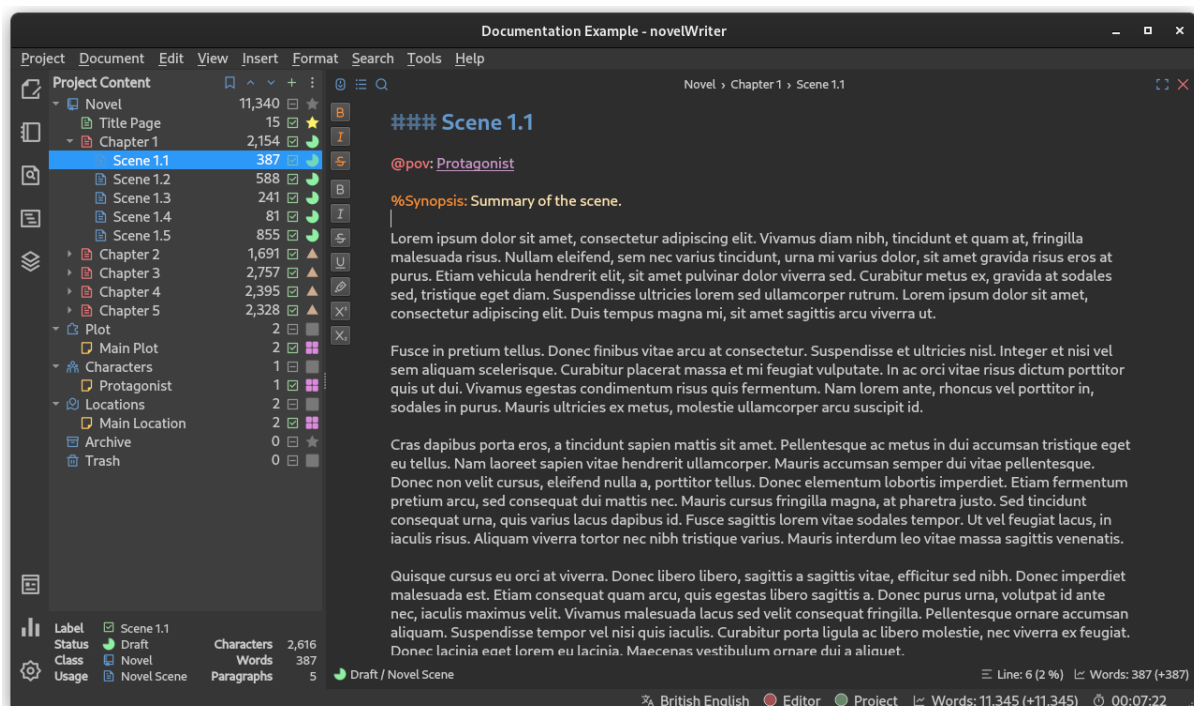 Documentation Example - novelWriter
Project Document Edit View Insert Format Search Tools Help
Project Content
Novel 11,340
Title Page 15
Chapter 1 2,154
Scene 1.1 387
Scene 1.2 588
Scene 1.3 241
Scene 1.4 81
Scene 1.5 855
Chapter 2 1,691
Chapter 3 2,757
Chapter 4 2,395
Chapter 5 2,328
Plot 2
Main Plot 2
Characters 1
Protagonist 1
Locations 2
Main Location 2
Archive 0
Trash 0
Label Scene 1.1
Status Draft Characters 2,616
Class Novel Words 387
Usage Novel Scene Paragraphs 5
B
I
S
B
I
S
U
X²
X₂
Novel › Chapter 1 › Scene 1.1
### Scene 1.1
@pov: Protagonist
%Synopsis: Summary of the scene.
Lorem ipsum dolor sit amet, consectetur adipiscing elit. Vivamus diam nibh, tincidunt et quam at, fringilla
malesuada risus. Nullam eleifend, sem nec varius tincidunt, urna mi varius dolor, sit amet gravida risus eros at
purus. Etiam vehicula hendrerit elit, sit amet pulvinar dolor viverra sed. Curabitur metus ex, gravida at sodales
sed, tristique eget diam. Suspendisse ultricies lorem sed ullamcorper rutrum. Lorem ipsum dolor sit amet,
consectetur adipiscing elit. Duis tempus magna mi, sit amet sagittis arcu viverra ut.
Fusce in pretium tellus. Donec finibus vitae arcu at consectetur. Suspendisse et ultricies nisl. Integer et nisi vel
sem aliquam scelerisque. Curabitur placerat massa et mi feugiat vulputate. In ac orci vitae risus dictum porttitor
quis ut dui. Vivamus egestas condimentum risus quis fermentum. Nam lorem ante, rhoncus vel porttitor in,
sodales in purus. Mauris ultricies ex metus, molestie ullamcorper arcu suscipit id.
Cras dapibus porta eros, a tincidunt sapien mattis sit amet. Pellentesque ac metus in dui accumsan tristique eget
eu tellus. Nam laoreet sapien vitae hendrerit ullamcorper. Mauris accumsan semper dui vitae pellentesque.
Donec non velit cursus, eleifend nulla a, porttitor tellus. Donec elementum lobortis imperdiet. Etiam fermentum
pretium arcu, sed consequat dui mattis nec. Mauris cursus fringilla magna, at pharetra justo. Sed tincidunt
consequat urna, quis varius lacus dapibus id. Fusce sagittis lorem vitae sodales tempor. Ut vel feugiat lacus, in
iaculis risus. Aliquam viverra tortor nec nibh tristique varius. Mauris interdum leo vitae massa sagittis venenatis.
Quisque cursus eu orci at viverra. Donec libero libero, sagittis a sagittis vitae, efficitur sed nibh. Donec imperdiet
malesuada est. Etiam consequat quam arcu, quis egestas libero sagittis a. Donec purus urna, volutpat id ante
nec, iaculis maximus velit. Vivamus malesuada lacus sed velit consequat fringilla. Pellentesque ornare accumsan
aliquam. Suspendisse tempor vel nisi quis iaculis. Curabitur porta ligula ac libero molestie, nec viverra ex feugiat.
Donec lacinia eget lorem eu lacinia. Maecenas vestibulum ornare dui a aliquet.
Draft / Novel Scene Line: 6 (2 %) Words: 387 (+387)
British English Editor Project Words: 11,345 (+11,345) 00:07:22